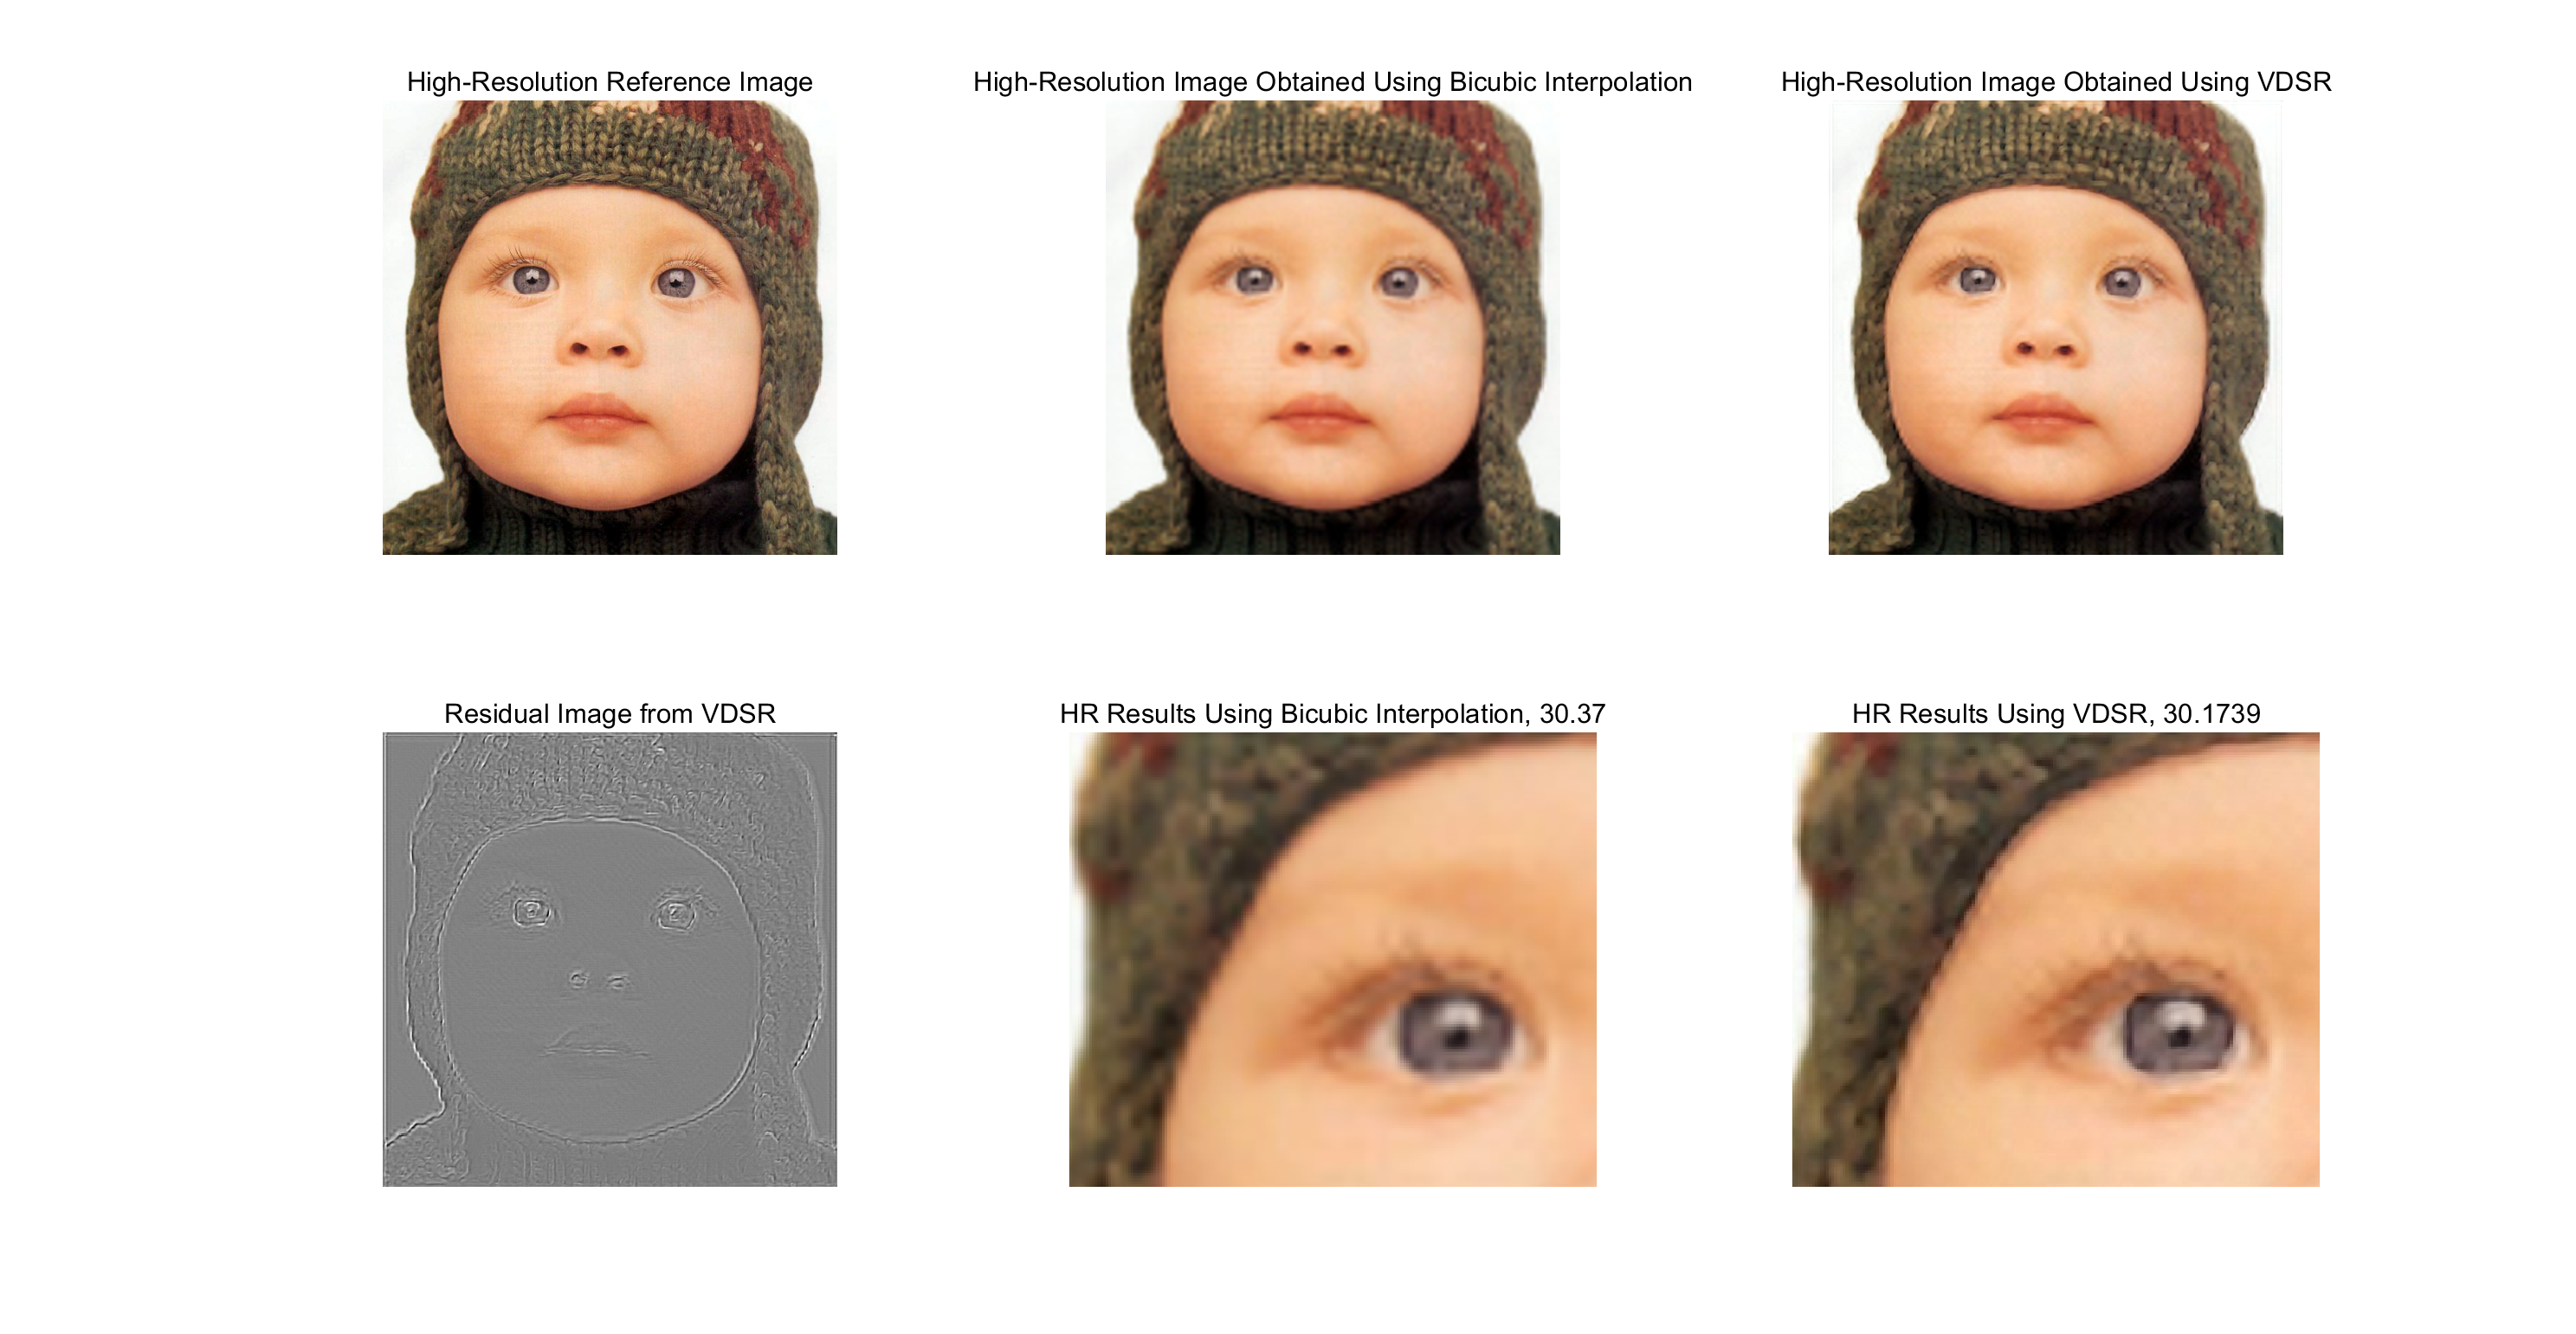 High-Resolution Reference Image
High-Resolution Image Obtained Using Bicubic Interpolation
High-Resolution Image Obtained Using VDSR
Residual Image from VDSR
HR Results Using Bicubic Interpolation, 30.37
HR Results Using VDSR, 30.1739